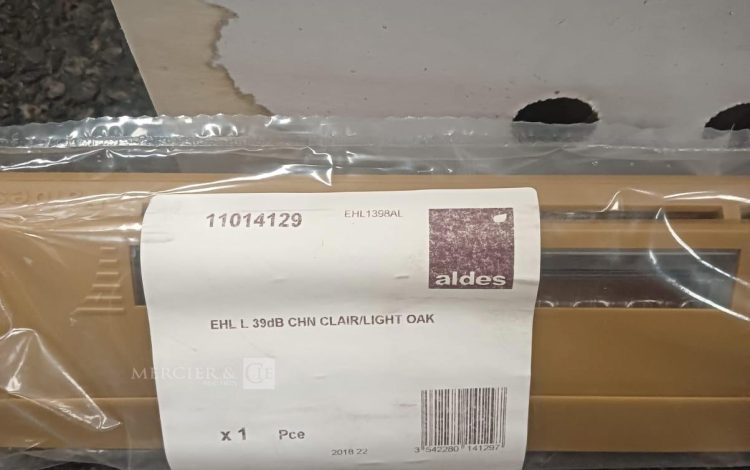 11014129
EHL1398AL
aldes
EHL L 39dB CHN CLAIR/LIGHT OAK
MERCIER & CIE
x 1 Pce
2018 22
3 542280 141297